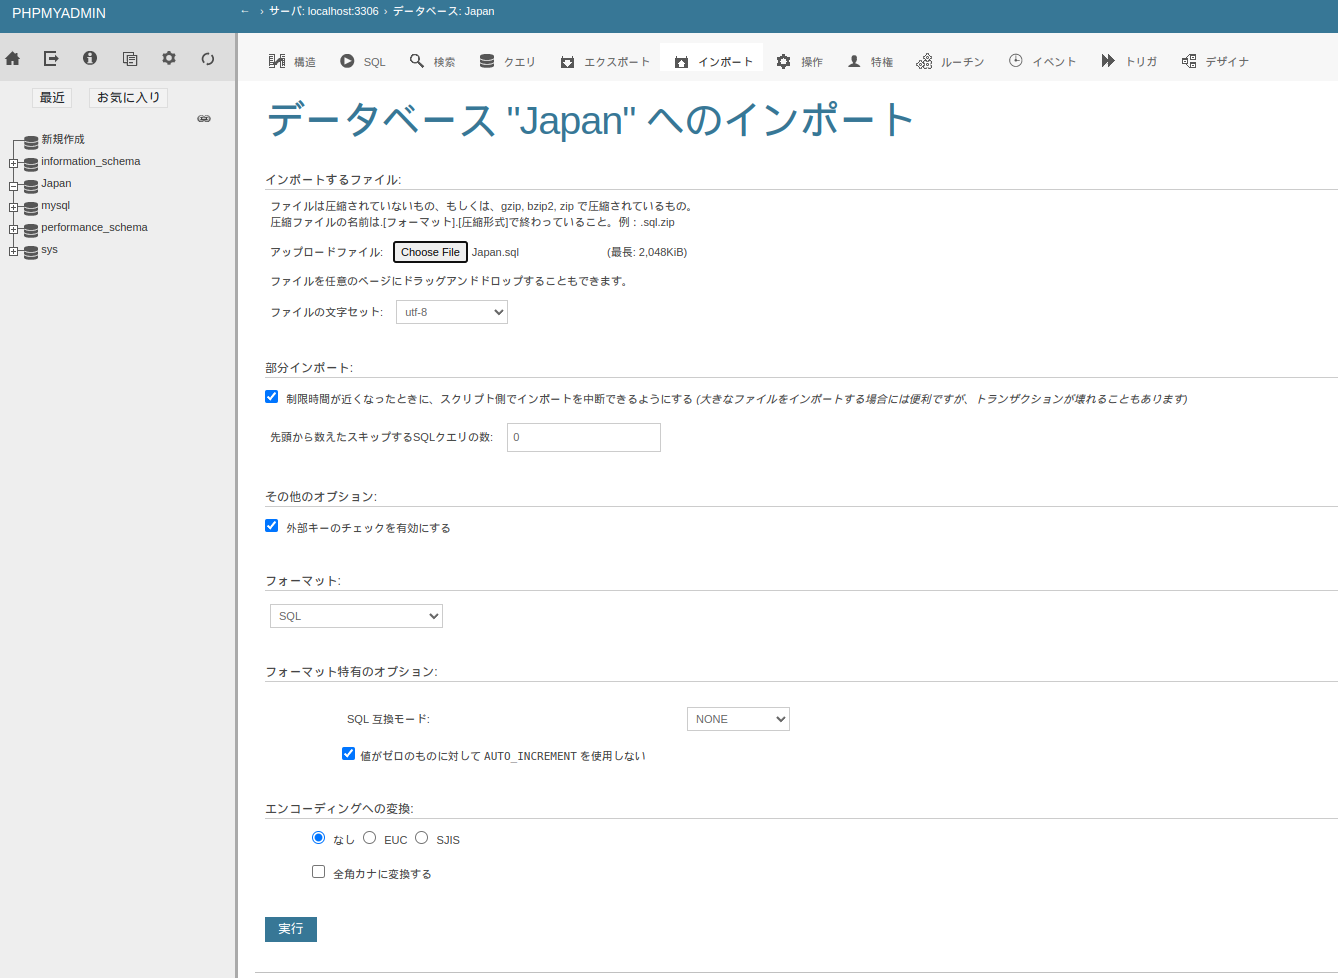 PHPMYADMIN
← › サーバ: localhost:3306 › データベース: Japan
構造 SQL 検索 クエリ エクスポート インポート 操作 特権 ルーチン イベント トリガ デザイナ
最近 お気に入り
新規作成
information_schema
Japan
mysql
performance_schema
sys
データベース "Japan" へのインポート
インポートするファイル:
ファイルは圧縮されていないもの、もしくは、gzip, bzip2, zip で圧縮されているもの。
圧縮ファイルの名前は.[フォーマット].[圧縮形式]で終わっていること。例：.sql.zip
アップロードファイル: Choose File Japan.sql (最長: 2,048KiB)
ファイルを任意のページにドラッグアンドドロップすることもできます。
ファイルの文字セット: utf-8
部分インポート:
制限時間が近くなったときに、スクリプト側でインポートを中断できるようにする (大きなファイルをインポートする場合には便利ですが、トランザクションが壊れることもあります)
先頭から数えたスキップするSQLクエリの数: 0
その他のオプション:
外部キーのチェックを有効にする
フォーマット:
SQL
フォーマット特有のオプション:
SQL 互換モード: NONE
値がゼロのものに対して AUTO_INCREMENT を使用しない
エンコーディングへの変換:
なし EUC SJIS
全角カナに変換する
実行